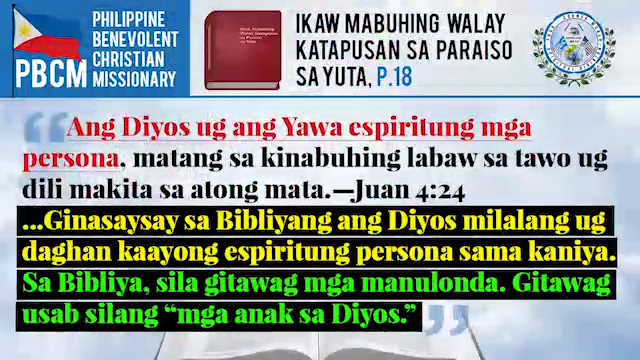 PHILIPPINE
BENEVOLENT
CHRISTIAN
MISSIONARY
PBCM
IKAW MABUHING WALAY
KATAPUSAN SA PARAISO
SA YUTA, P.18
“Ang Diyos ug ang Yawa espiritung mga
persona, matang sa kinabuhing labaw sa tawo ug
dili makita sa atong mata.—Juan 4:24
...Ginasaysay sa Bibliyang ang Diyos milalang ug
daghan kaayong espiritung persona sama kaniya.
Sa Bibliya, sila gitawag mga manulonda. Gitawag
usab silang “mga anak sa Diyos.””